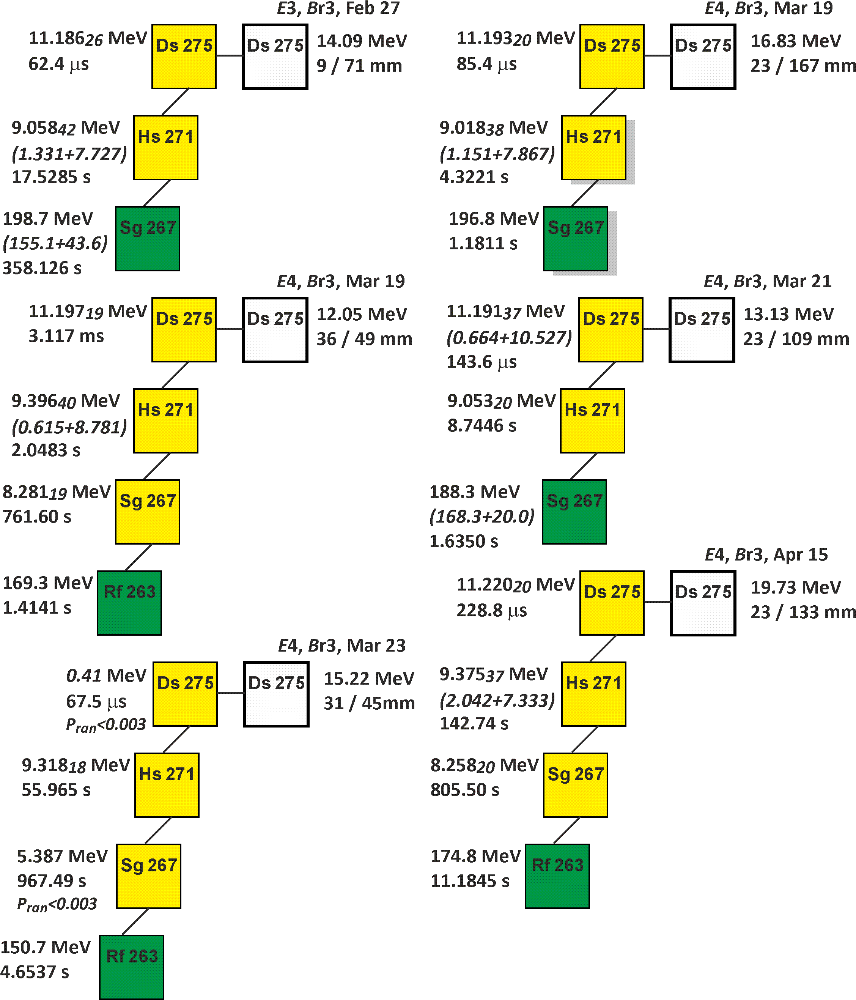 E3, Br3, Feb 27
11.18626 MeV
62.4 μs
Ds 275
Ds 275
14.09 MeV
9 / 71 mm
9.05842 MeV
(1.331+7.727)
17.5285 s
Hs 271
198.7 MeV
(155.1+43.6)
358.126 s
Sg 267
E4, Br3, Mar 19
11.19320 MeV
85.4 μs
Ds 275
Ds 275
16.83 MeV
23 / 167 mm
9.01838 MeV
(1.151+7.867)
4.3221 s
Hs 271
196.8 MeV
1.1811 s
Sg 267
E4, Br3, Mar 19
11.19719 MeV
3.117 ms
Ds 275
Ds 275
12.05 MeV
36 / 49 mm
9.39640 MeV
(0.615+8.781)
2.0483 s
Hs 271
8.28119 MeV
761.60 s
Sg 267
169.3 MeV
1.4141 s
Rf 263
E4, Br3, Mar 21
11.19137 MeV
(0.664+10.527)
143.6 μs
Ds 275
Ds 275
13.13 MeV
23 / 109 mm
9.05320 MeV
8.7446 s
Hs 271
188.3 MeV
(168.3+20.0)
1.6350 s
Sg 267
E4, Br3, Mar 23
0.41 MeV
67.5 μs
Pran<0.003
Ds 275
Ds 275
15.22 MeV
31 / 45mm
9.31818 MeV
55.965 s
Hs 271
5.387 MeV
967.49 s
Pran<0.003
Sg 267
150.7 MeV
4.6537 s
Rf 263
E4, Br3, Apr 15
11.22020 MeV
228.8 μs
Ds 275
Ds 275
19.73 MeV
23 / 133 mm
9.37537 MeV
(2.042+7.333)
142.74 s
Hs 271
8.25820 MeV
805.50 s
Sg 267
174.8 MeV
11.1845 s
Rf 263